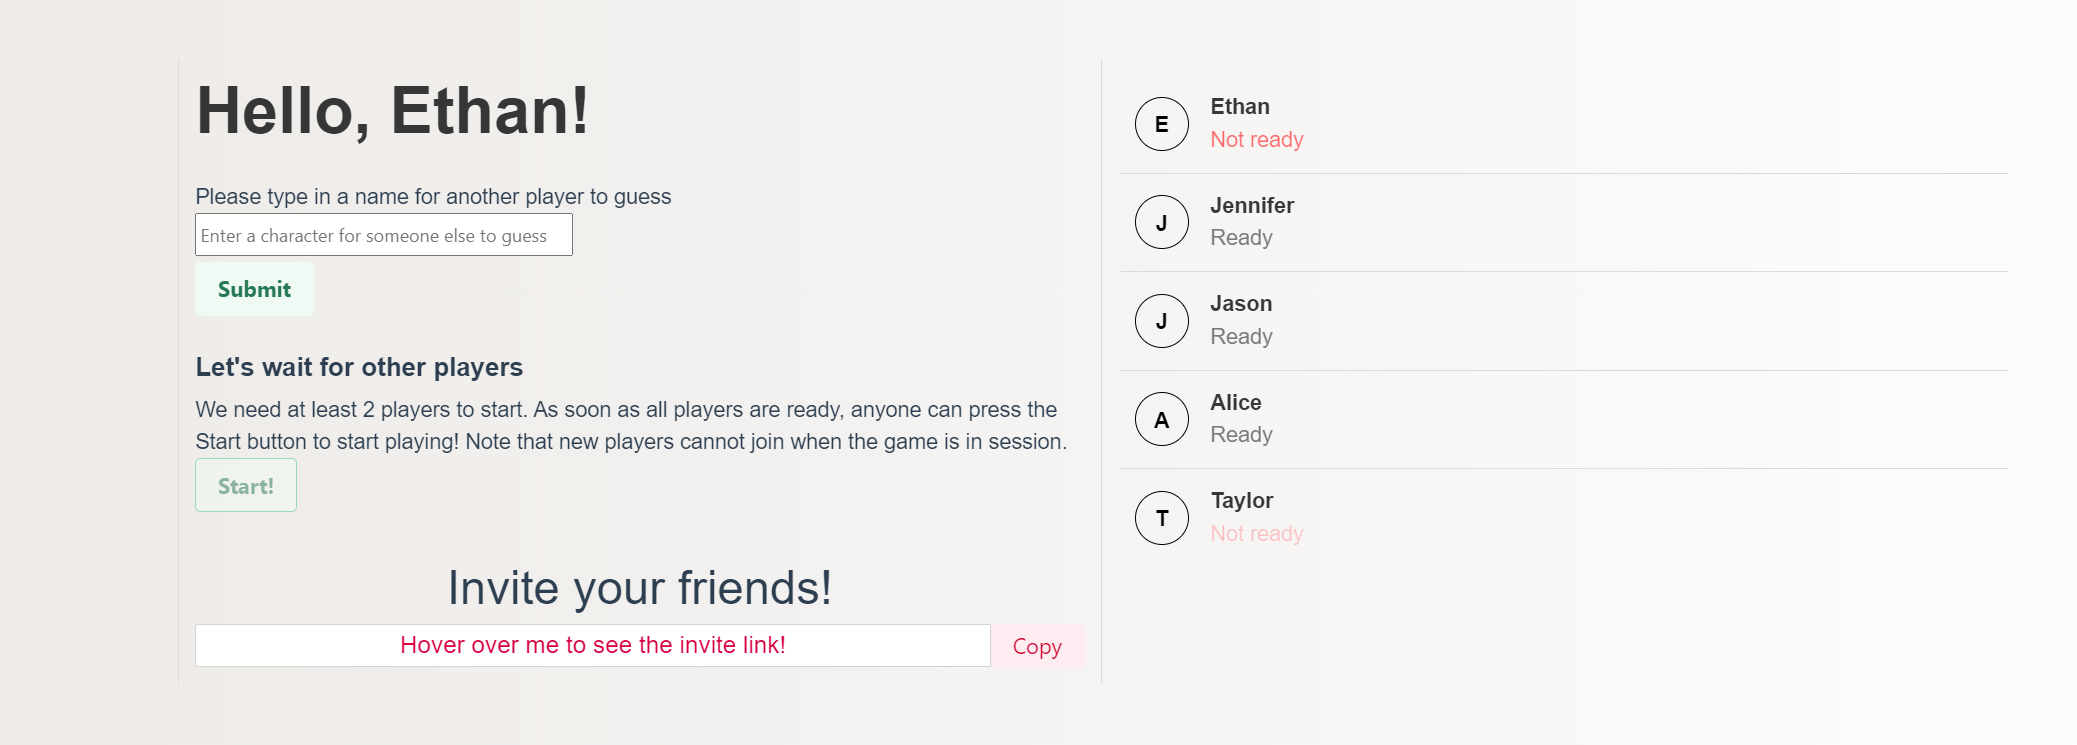 Hello, Ethan!
Please type in a name for another player to guess
Enter a character for someone else to guess
Submit
Let's wait for other players
We need at least 2 players to start. As soon as all players are ready, anyone can press the
Start button to start playing! Note that new players cannot join when the game is in session.
Start!
Invite your friends!
Hover over me to see the invite link!
Copy
E
Ethan
Not ready
J
Jennifer
Ready
J
Jason
Ready
A
Alice
Ready
T
Taylor
Not ready